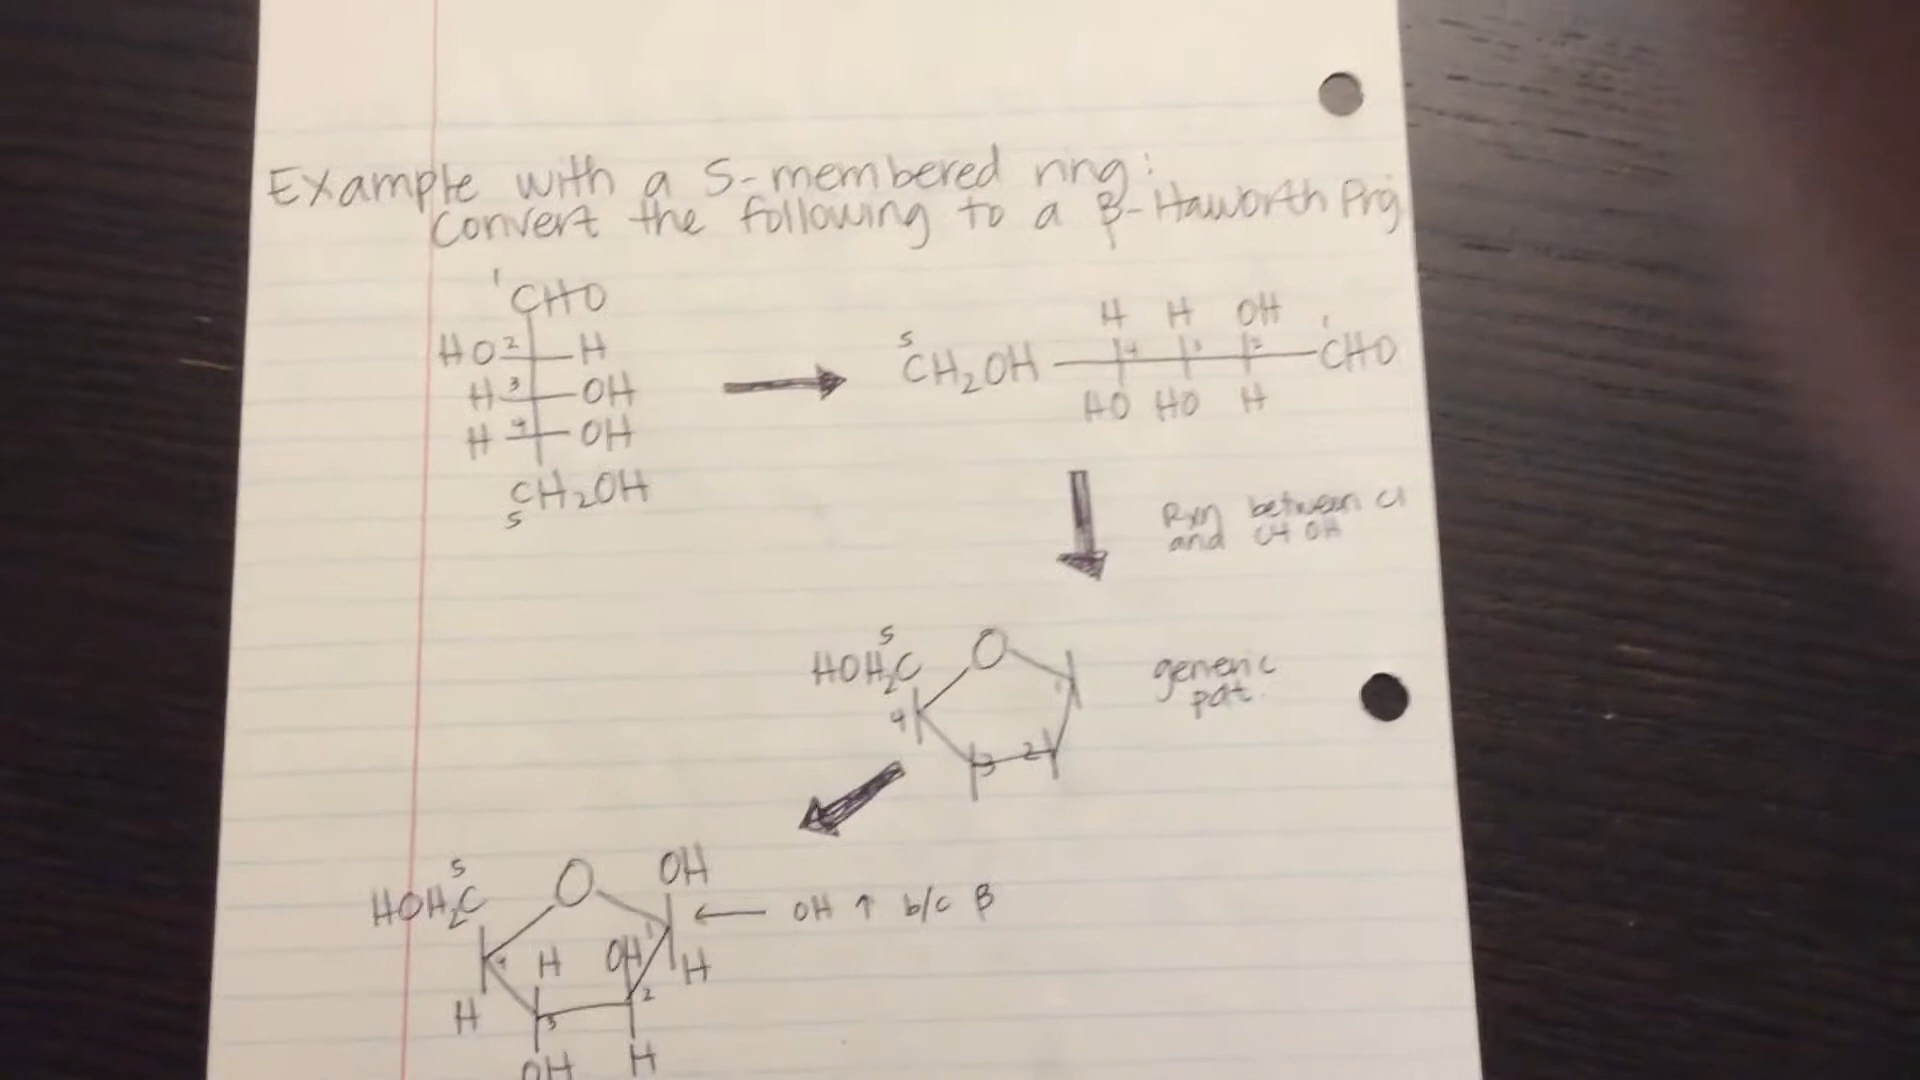 Example with a 5-membered ring:
Convert the following to a β-Haworth Proj
1
CHO
HO 2 H
H 3 OH
H 4 OH
CH2OH
5
H H OH
5 1
CH2OH 4 3 2 CHO
HO HO H
Rxn between C1
and C4 OH
5
HOH2C O
4 1
3 2
generic
pat.
5
HOH2C O OH
OH ↑ b/c β
4 H OH 1 H
H 3 2
OH H